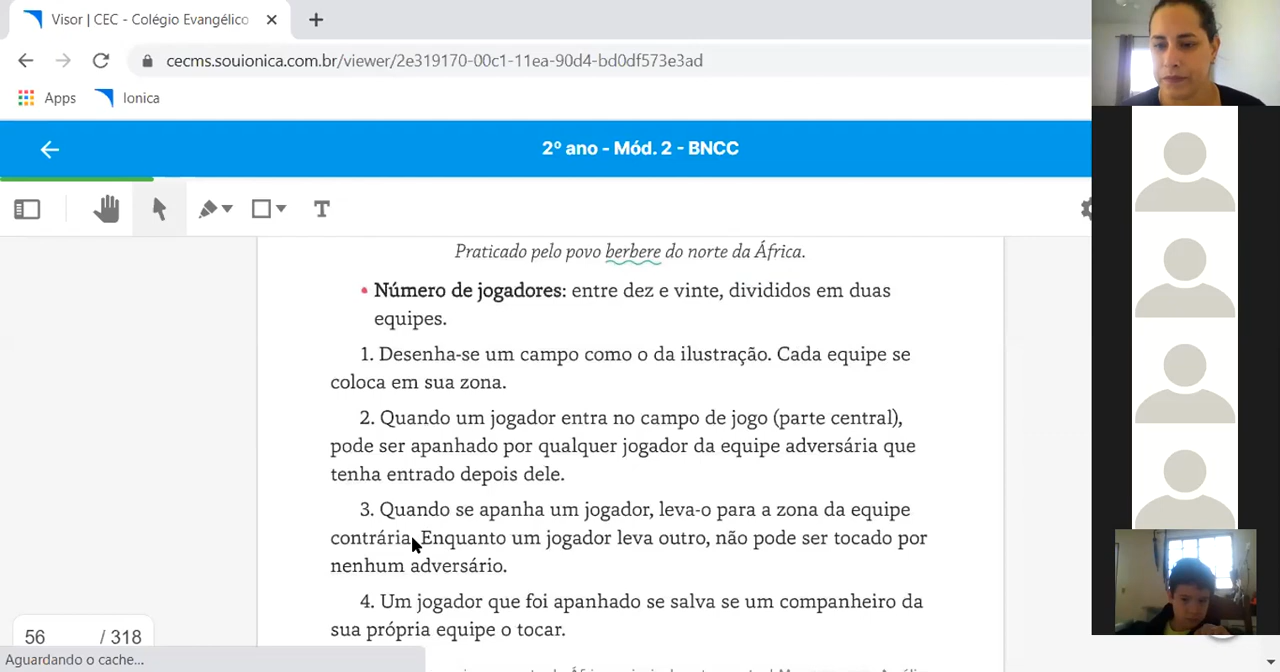 Visor | CEC - Colégio Evangélico
cecms.souionica.com.br/viewer/2e319170-00c1-11ea-90d4-bd0df573e3ad
Apps Ionica
2º ano - Mód. 2 - BNCC
T
Praticado pelo povo berbere do norte da África.
• Número de jogadores: entre dez e vinte, divididos em duas
equipes.
1. Desenha-se um campo como o da ilustração. Cada equipe se
coloca em sua zona.
2. Quando um jogador entra no campo de jogo (parte central),
pode ser apanhado por qualquer jogador da equipe adversária que
tenha entrado depois dele.
3. Quando se apanha um jogador, leva-o para a zona da equipe
contrária. Enquanto um jogador leva outro, não pode ser tocado por
nenhum adversário.
4. Um jogador que foi apanhado se salva se um companheiro da
sua própria equipe o tocar.
56 / 318
Aguardando o cache...